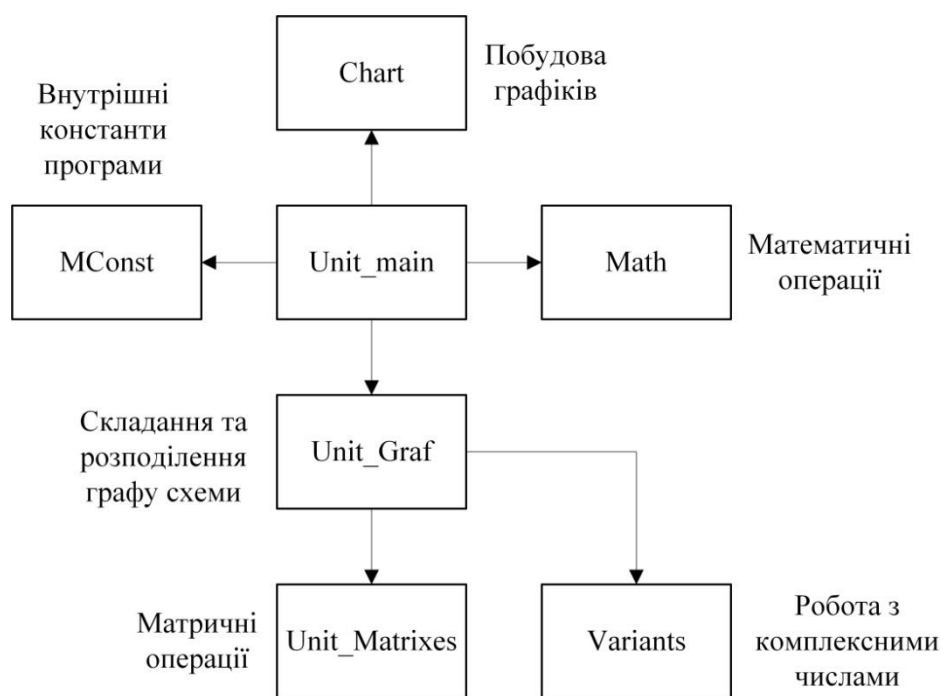 Chart
Побудова
графіків
Внутрішні
константи
програми
MConst
Unit_main
Math
Математичні
операції
Складання та
розподілення
графу схеми
Unit_Graf
Матричні
операції
Unit_Matrixes
Variants
Робота з
комплексними
числами